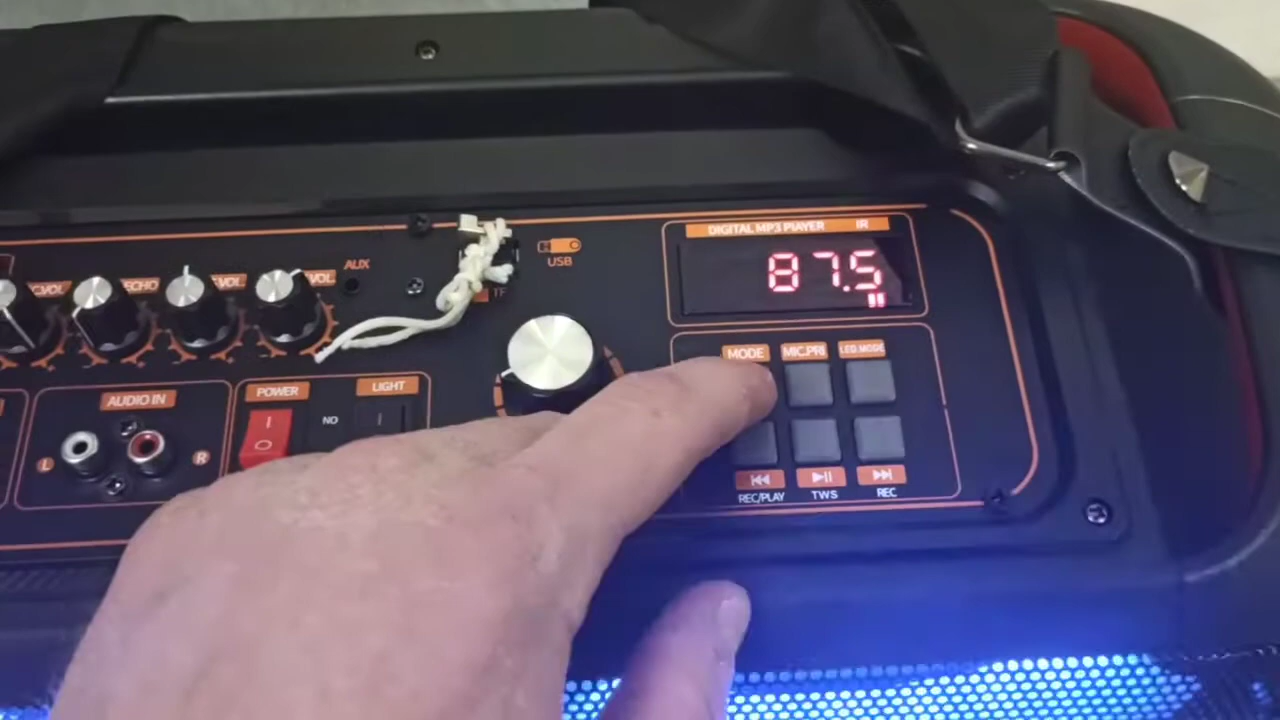 DIGITAL MP3 PIAYER IR
87.5
USB
AUX
VOL
VOL
ECHO
MODE
MIC.PRI
LED.MODE
AUDIO IN
L
R
POWER
LIGHT
NO
REC/PLAY
TWS
REC